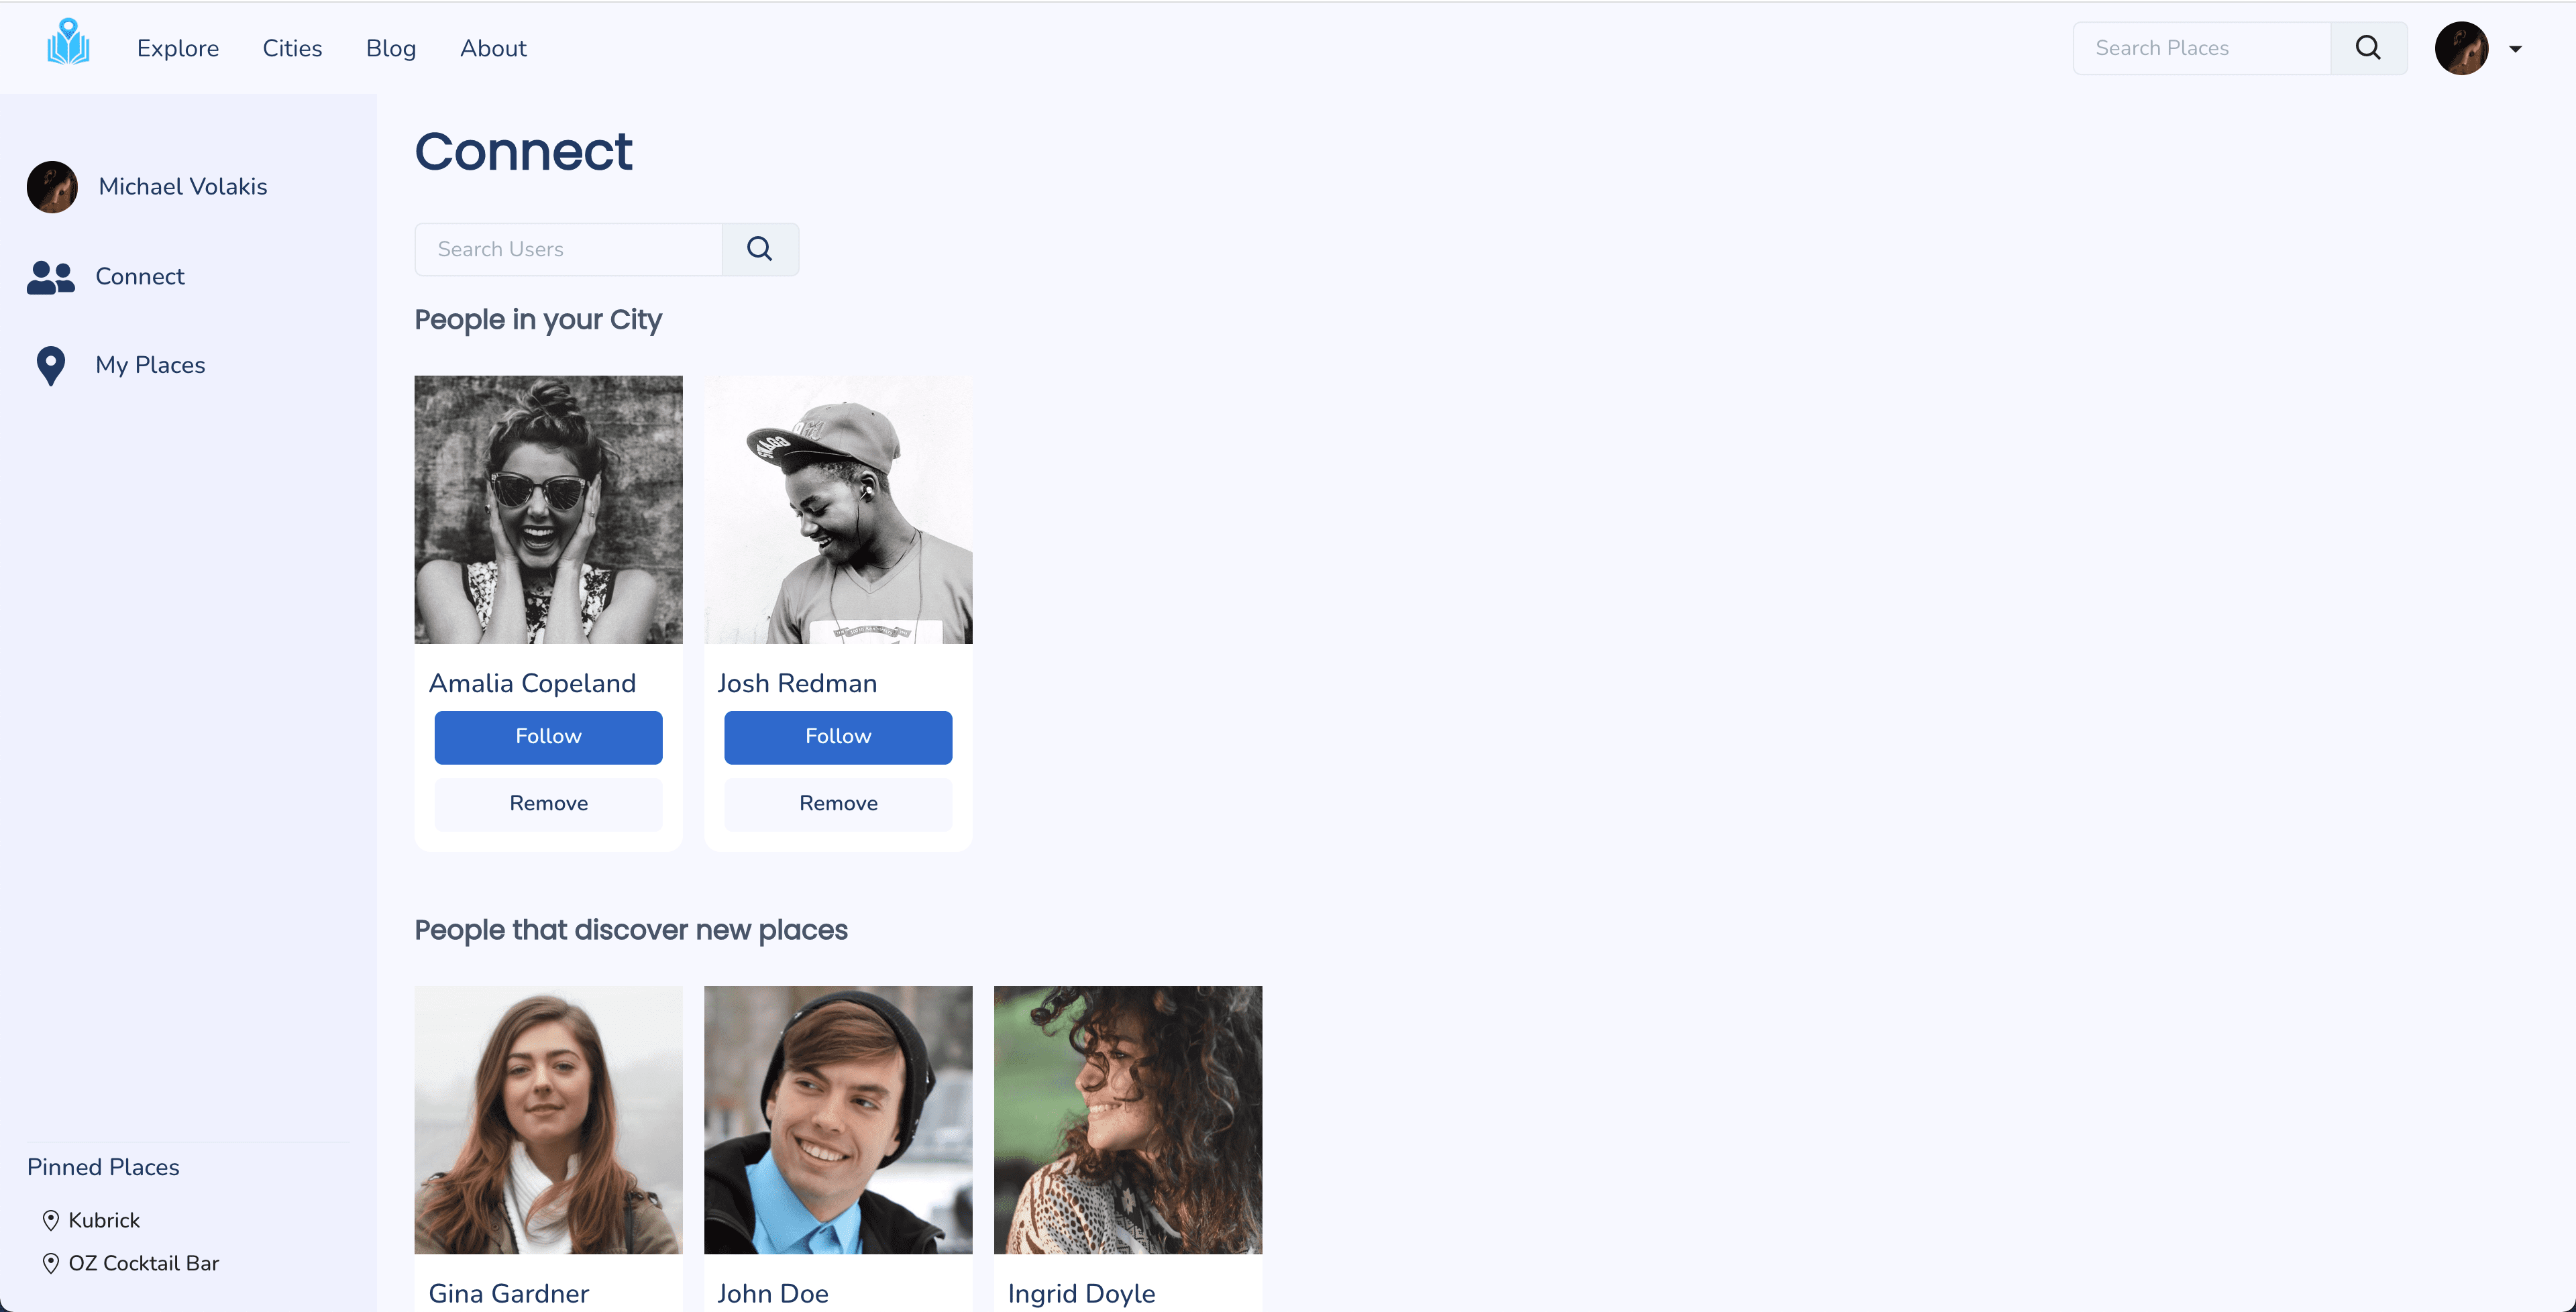 Explore Cities Blog About
Search Places
Michael Volakis
Connect
My Places
Pinned Places
Kubrick
OZ Cocktail Bar
Connect
Search Users
People in your City
Amalia Copeland
Follow
Remove
Josh Redman
Follow
Remove
People that discover new places
Gina Gardner
John Doe
Ingrid Doyle